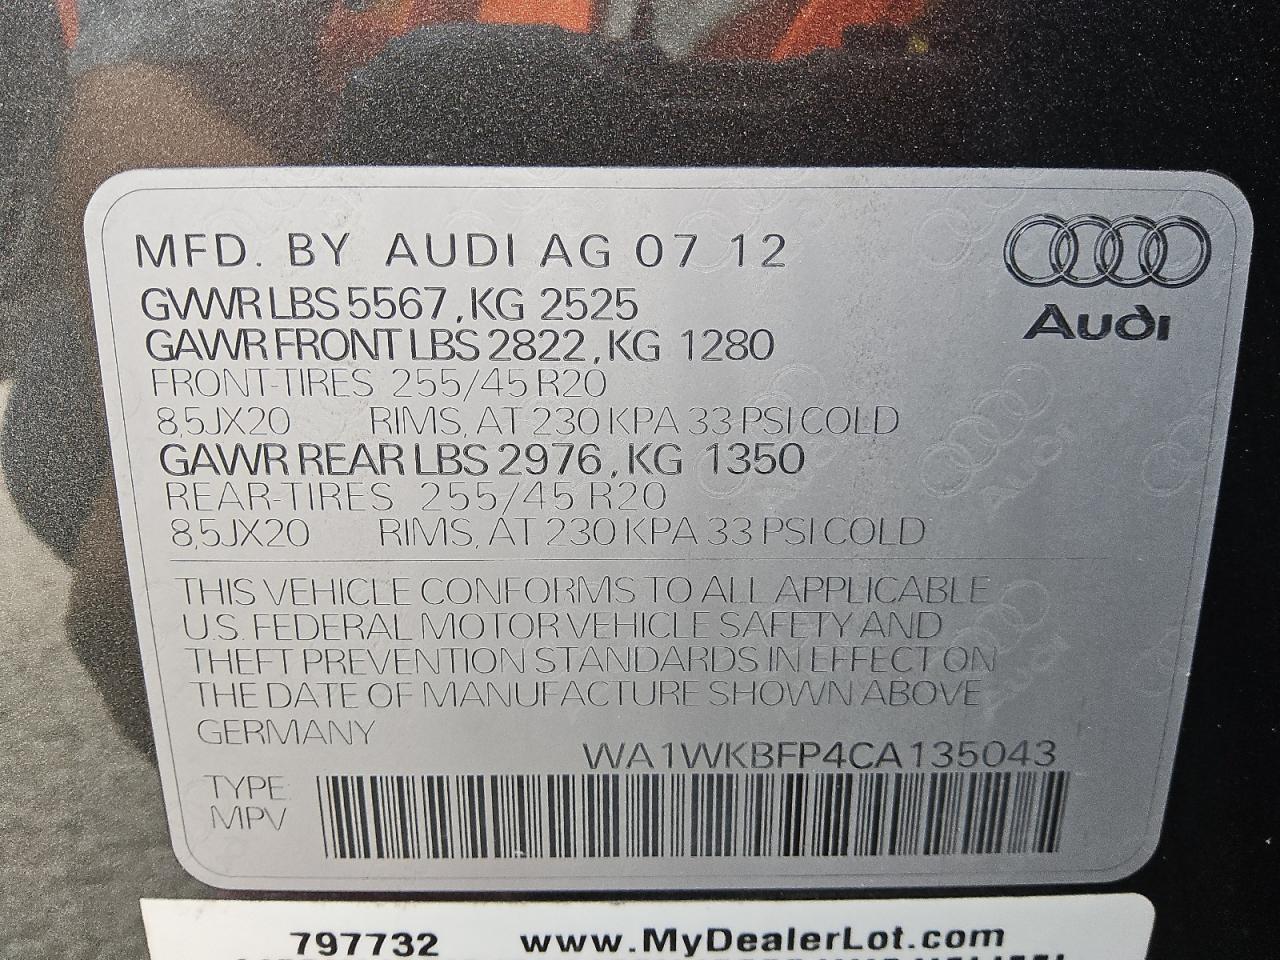 MFD. BY AUDI AG 07 12
GVWR LBS 5567, KG 2525
GAWR FRONT LBS 2822, KG 1280
FRONT-TIRES 255/45 R20
8,5JX20 RIMS, AT 230 KPA 33 PSI COLD
GAWR REAR LBS 2976, KG 1350
REAR-TIRES 255/45 R20
8,5JX20 RIMS, AT 230 KPA 33 PSI COLD
Audi
THIS VEHICLE CONFORMS TO ALL APPLICABLE
U.S. FEDERAL MOTOR VEHICLE SAFETY AND
THEFT PREVENTION STANDARDS IN EFFECT ON
THE DATE OF MANUFACTURE SHOWN ABOVE
GERMANY
WA1WKBFP4CA135043
TYPE
MPV
797732 www.MyDealerLot.com